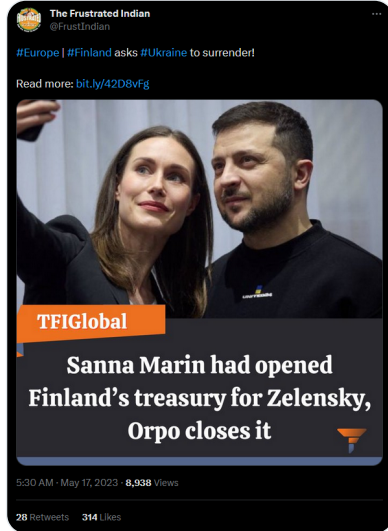 The Frustrated Indian
@FrustIndian
#Europe | #Finland asks #Ukraine to surrender!
Read more: bit.ly/42D8vFg
TFIGlobal
Sanna Marin had opened
Finland's treasury for Zelensky,
Orpo closes it
5:30 AM · May 17, 2023 · 8,938 Views
28 Retweets 314 Likes